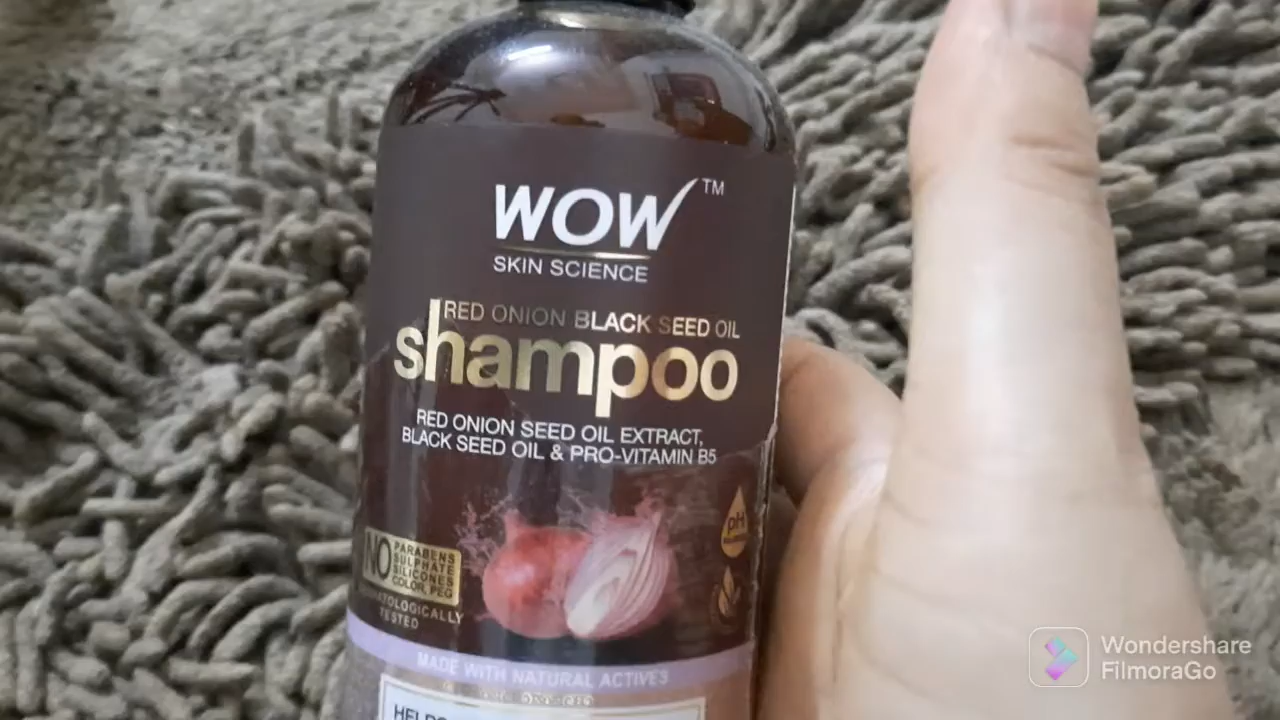 WOW™
SKIN SCIENCE
RED ONION BLACK SEED OIL
shampoo
RED ONION SEED OIL EXTRACT,
BLACK SEED OIL & PRO-VITAMIN B5
pH
NO
PARABENS
SULPHATE
SILICONES
COLOR, PEG
TESTED
MADE WITH NATURAL ACTIVES
Wondershare
FilmoraGo